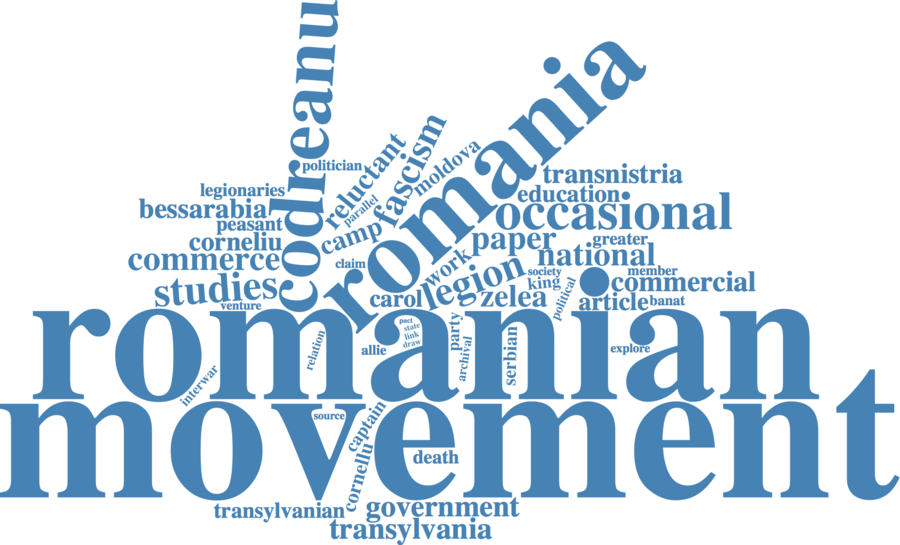 codreanu
romania
politician
reluctant
fascism
moldova
parallel
legionaries
bessarabia
peasant
corneliu
commerce
studies
venture
camp
claim
transnistria
education
occasional
paper
greater
national
work
legion
carol
zelea
society
king
political
member
commercial
article
banat
romanian
relation
allie
pact
state
link
draw
party
archival
serbian
explore
interwar
movement
source
captain
cornellu
death
transylvanian
government
transylvania